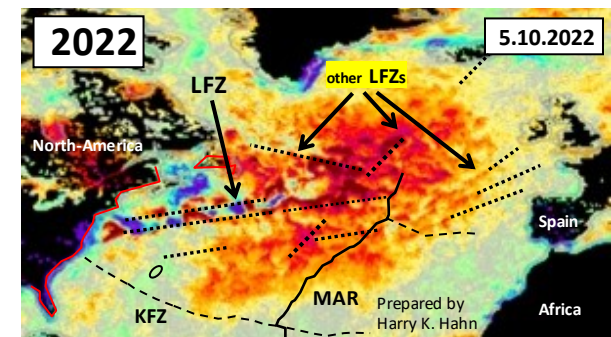 2022
5.10.2022
other LFZs
LFZ
North-America
Spain
MAR
Prepared by
Harry K. Hahn
KFZ
Africa